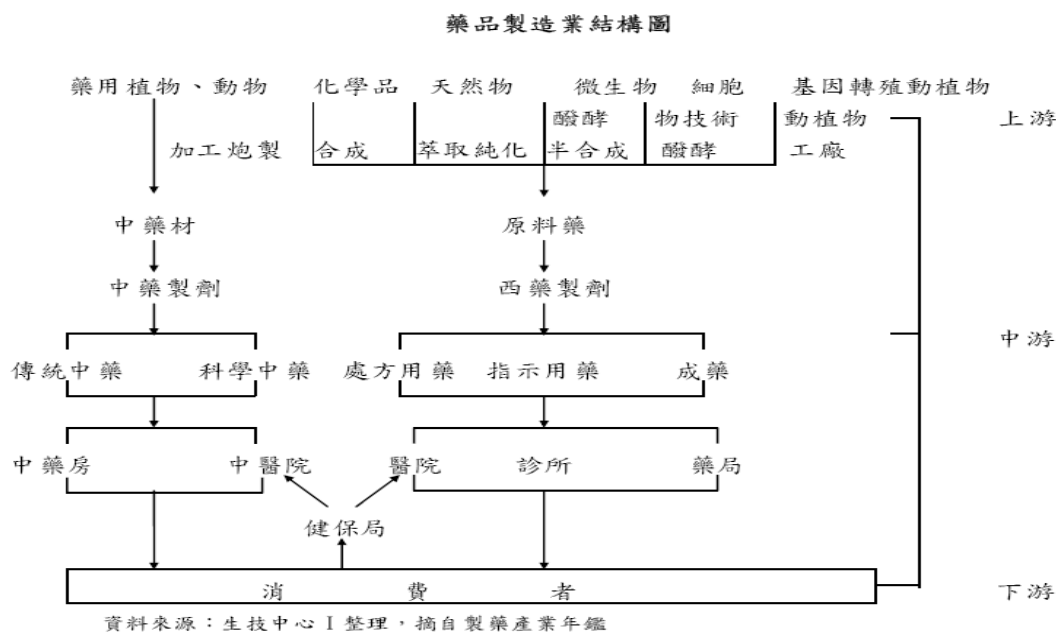 藥品製造業結構圖
藥用植物、動物 化學品 天然物 微生物 細胞 基因轉殖動植物
醱酵 物技術 動植物 上游
加工炮製 合成 萃取純化 半合成 醱酵 工廠
中藥材 原料藥
中藥製劑 西藥製劑
中游
傳統中藥 科學中藥 處方用藥 指示用藥 成藥
中藥房 中醫院 醫院 診所 藥局
健保局
消費者 下游
資料來源：生技中心I整理，摘自製藥產業年鑑